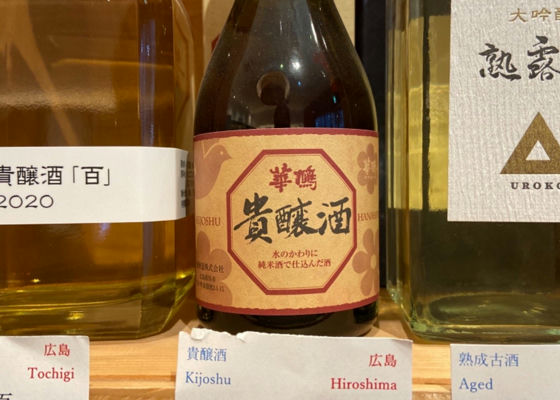 貴醸酒「百」
2020
華鳩
貴醸酒
KIJOSHU
水のかわりに
純米酒で仕込んだ酒
大吟醸
熟露
UROKO
広島
Tochigi
貴醸酒
Kijoshu
広島
Hiroshima
熟成古酒
Aged